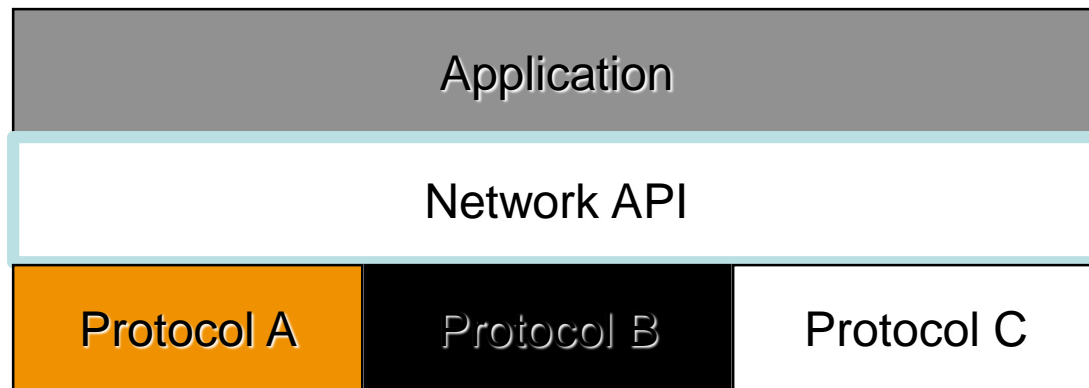 Application
Network API
Protocol A
Protocol B
Protocol C